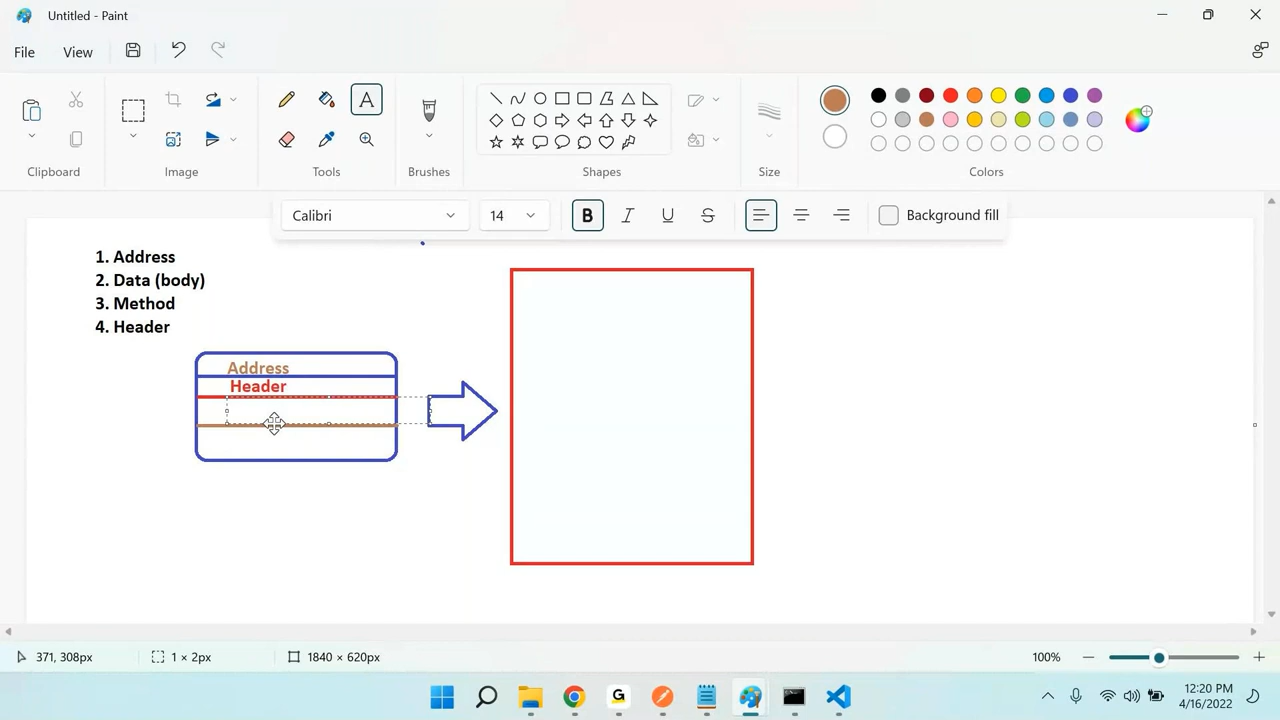 Untitled - Paint
File
View
Clipboard
Image
Tools
Brushes
Shapes
Size
Colors
Calibri
14
B
I
U
S
Background fill
1. Address
2. Data (body)
3. Method
4. Header
Address
Header
371, 308px
1 × 2px
1840 × 620px
100%
12:20 PM
4/16/2022